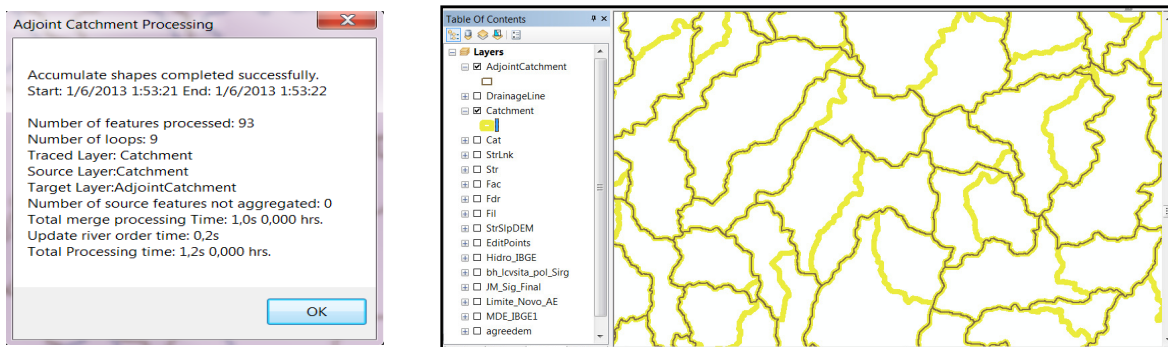 Adjoint Catchment Processing
Accumulate shapes completed successfully.
Start: 1/6/2013 1:53:21 End: 1/6/2013 1:53:22
Number of features processed: 93
Number of loops: 9
Traced Layer: Catchment
Source Layer:Catchment
Target Layer:AdjointCatchment
Number of source features not aggregated: 0
Total merge processing Time: 1,0s 0,000 hrs.
Update river order time: 0,2s
Total Processing time: 1,2s 0,000 hrs.
OK
Table Of Contents
Layers
AdjointCatchment
DrainageLine
Catchment
Cat
StrLnk
Str
Fac
Fdr
Fil
StrSlpDEM
EditPoints
Hidro_IBGE
bh_lcvsita_pol_Sirg
JM_Sig_Final
Limite_Novo_AE
MDE_IBGE1
agreedem